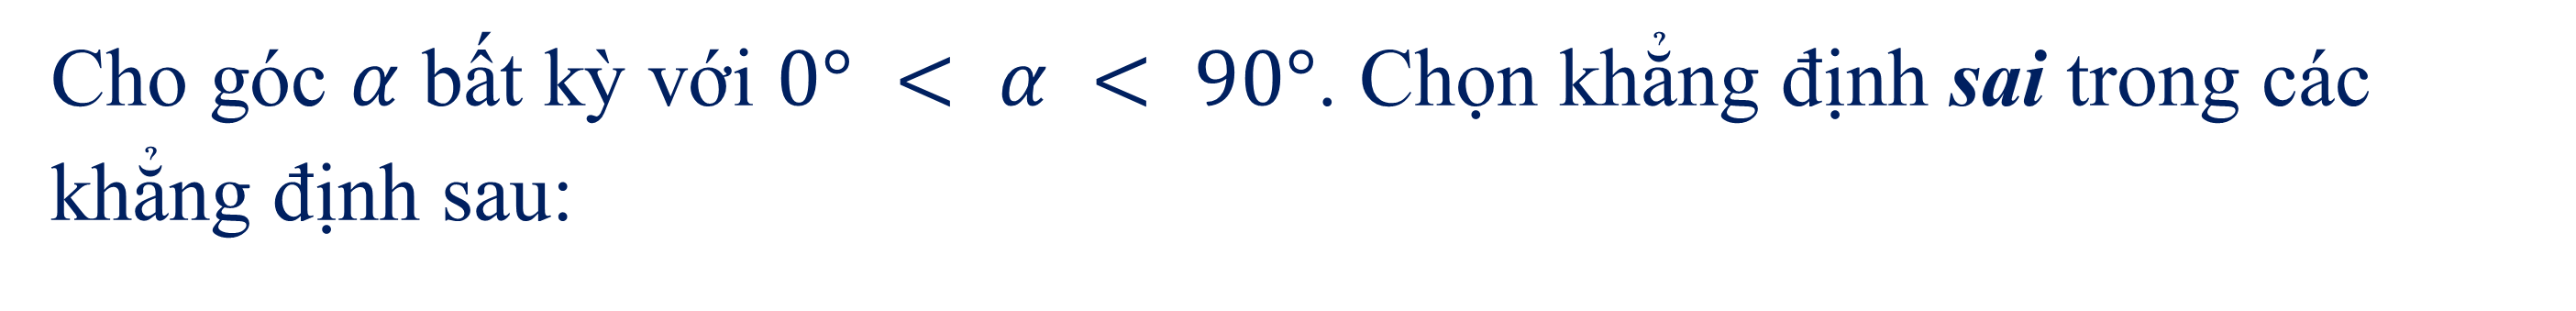 Cho góc α bất kỳ với 0° < α < 90°. Chọn khẳng định sai trong các
khẳng định sau: